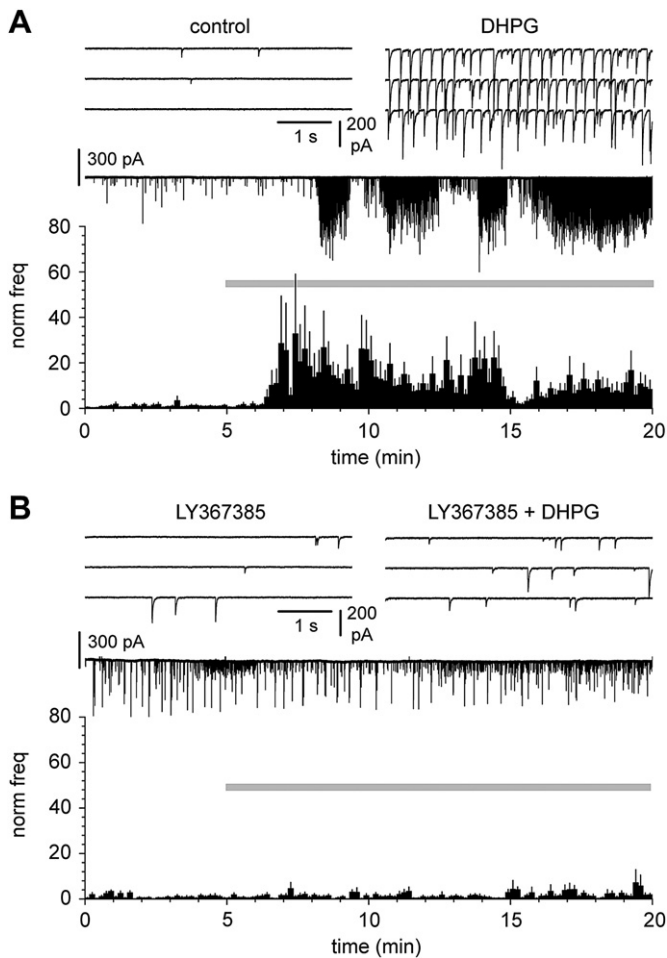 A
control DHPG
1 s 200 pA
300 pA
80
60
40
20
0
norm freq
0 5 10 15 20
time (min)
B
LY367385 LY367385 + DHPG
1 s 200 pA
300 pA
80
60
40
20
0
norm freq
0 5 10 15 20
time (min)